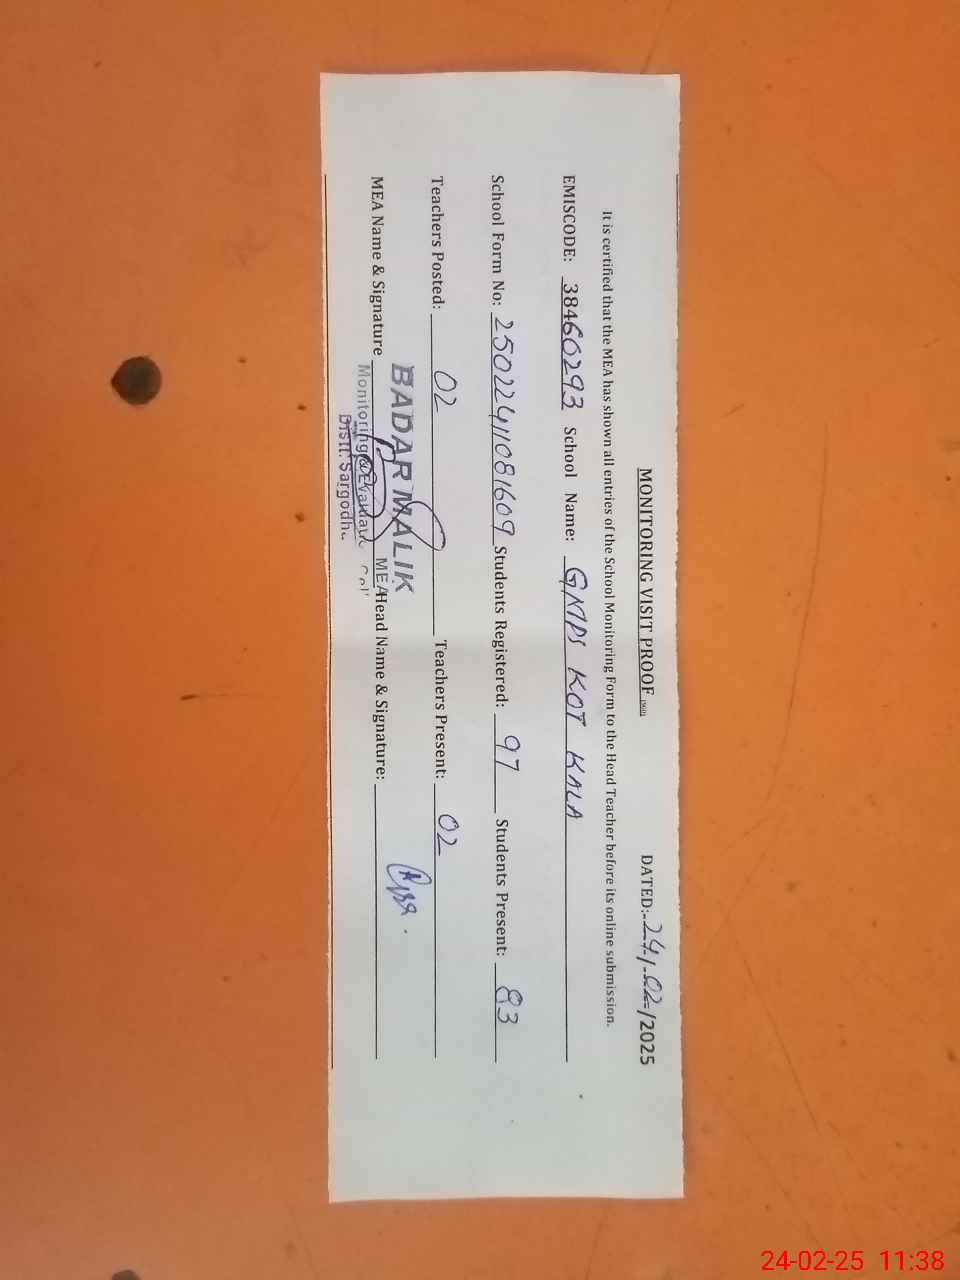 MONITORING VISIT PROOF DATED: 24/02/2025
It is certified that the MEA has shown all entries of the School Monitoring Form to the Head Teacher before its online submission.
EMISCODE: 38460293 School Name: GMPS KOT KALA
School Form No: 2502241081609 Students Registered: 97 Students Present: 83
Teachers Posted: 02 Teachers Present: 02
BADAR MALIK
MEA Name & Signature MEA Head Name & Signature:
Monitoring
Distt. Sargodh
24-02-25 11:38